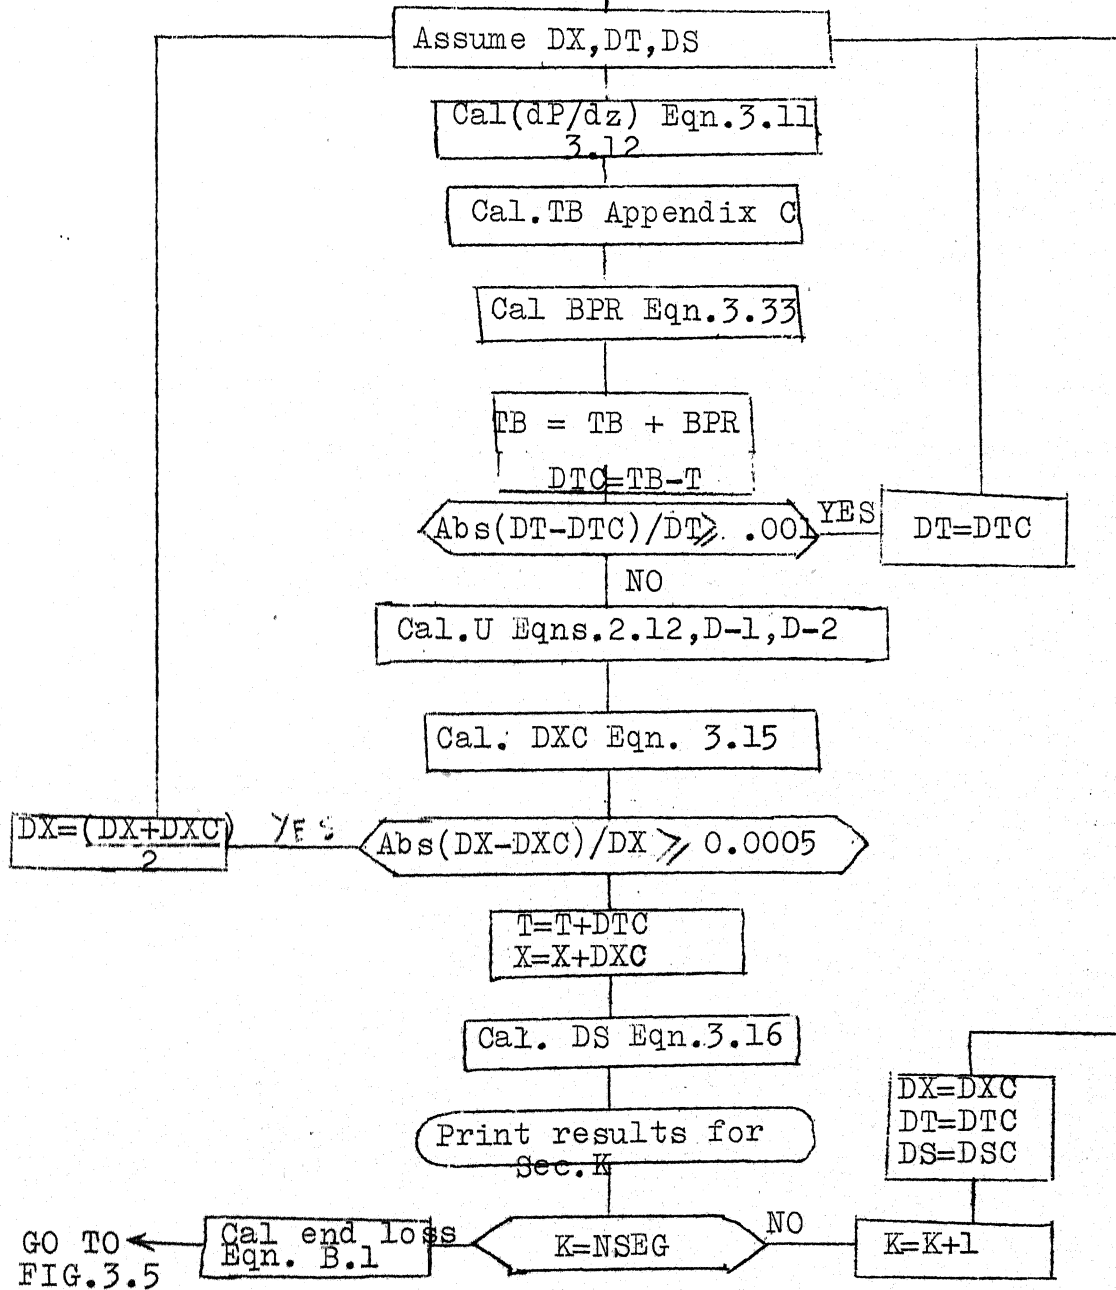 Assume DX,DT,DS
Cal(dP/dz) Eqn.3.11
3.12
Cal.TB Appendix C
Cal BPR Eqn.3.33
TB = TB + BPR
DTC=TB-T
Abs(DT-DTC)/DT⩾ .001
YES
DT=DTC
NO
Cal.U Eqns.2.12,D-1,D-2
Cal. DXC Eqn. 3.15
DX=(DX+DXC)
2
YES
Abs(DX-DXC)/DX ⩾ 0.0005
T=T+DTC
X=X+DXC
Cal. DS Eqn.3.16
DX=DXC
DT=DTC
DS=DSC
Print results for
Sec.K
GO TO
FIG.3.5
Cal end loss
Eqn. B.1
K=NSEG
NO
K=K+1